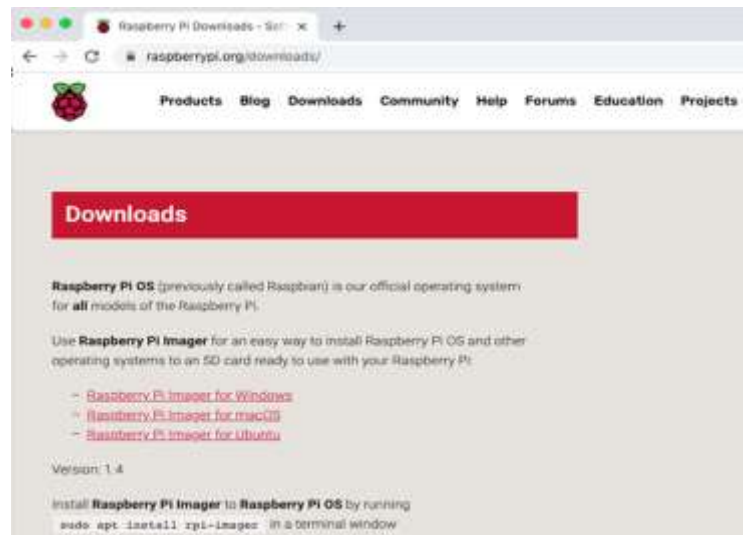 Raspberry Pi Downloads - Sof
raspberrypi.org/downloads/
Products Blog Downloads Community Help Forums Education Projects
Downloads
Raspberry Pi OS (previously called Raspbian) is our official operating system
for all models of the Raspberry Pi.
Use Raspberry Pi Imager for an easy way to install Raspberry Pi OS and other
operating systems to an SD card ready to use with your Raspberry Pi:
– Raspberry Pi Imager for Windows
– Raspberry Pi Imager for macOS
– Raspberry Pi Imager for Ubuntu
Version: 1.4
Install Raspberry Pi Imager to Raspberry Pi OS by running
sudo apt install rpi-imager in a terminal window